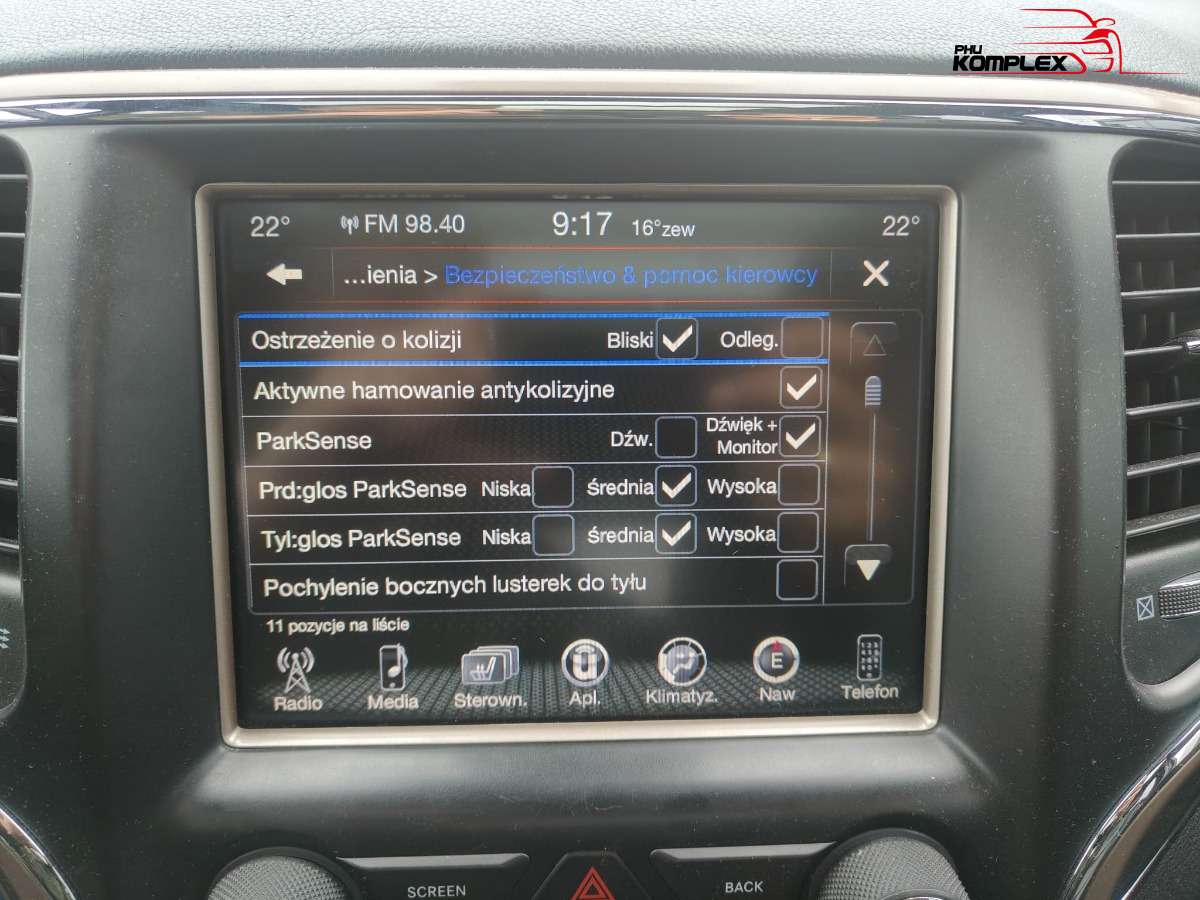 PHU
KOMPLEX
22° FM 98.40 9:17 16°zew 22°
...ienia > Bezpieczeństwo & pomoc kierowcy
Ostrzeżenie o kolizji Bliski Odleg.
Aktywne hamowanie antykolizyjne
ParkSense Dźw. Dźwięk +
Monitor
Prd:glos ParkSense Niska średnia Wysoka
Tyl:glos ParkSense Niska średnia Wysoka
Pochylenie bocznych lusterek do tyłu
11 pozycje na liście
E
Radio Media Sterown. Apl. Klimatyz. Naw Telefon
SCREEN BACK